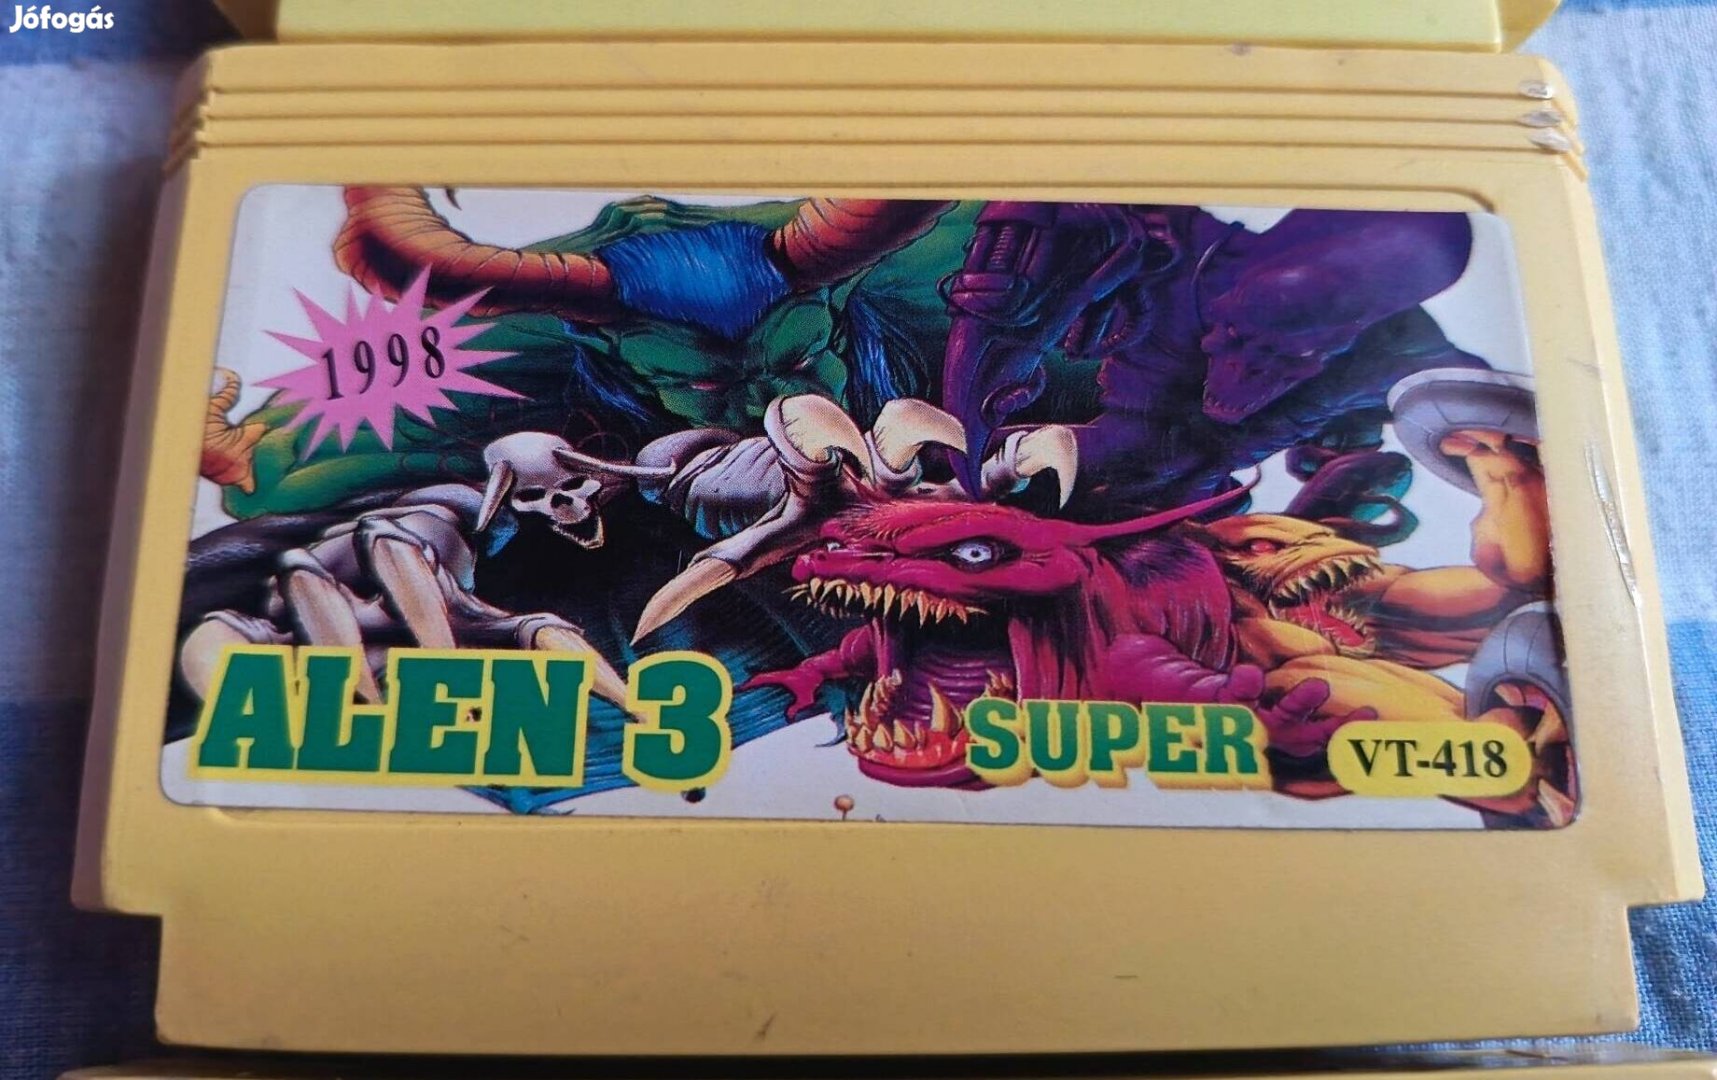 Jófogás
1998
ALEN 3
SUPER
VT-418